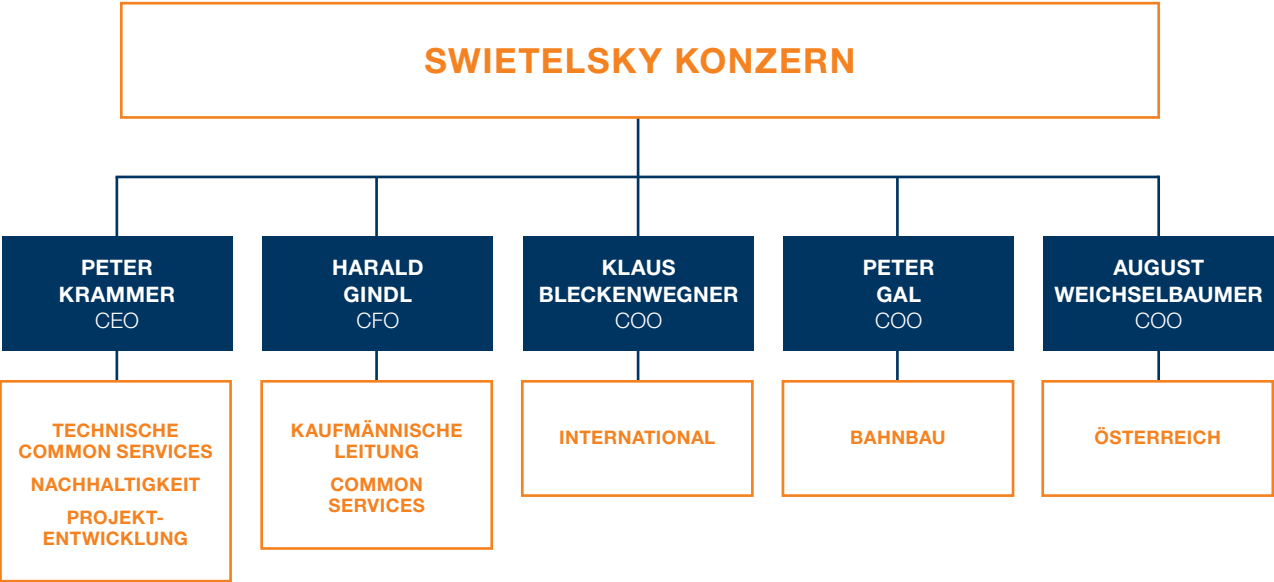 SWIETELSKY KONZERN
PETER
KRAMMER
CEO
HARALD
GINDL
CFO
KLAUS
BLECKENWEGNER
COO
PETER
GAL
COO
AUGUST
WEICHSELBAUMER
COO
TECHNISCHE
COMMON SERVICES
NACHHALTIGKEIT
PROJEKT-
ENTWICKLUNG
KAUFMÄNNISCHE
LEITUNG
COMMON
SERVICES
INTERNATIONAL
BAHNBAU
ÖSTERREICH